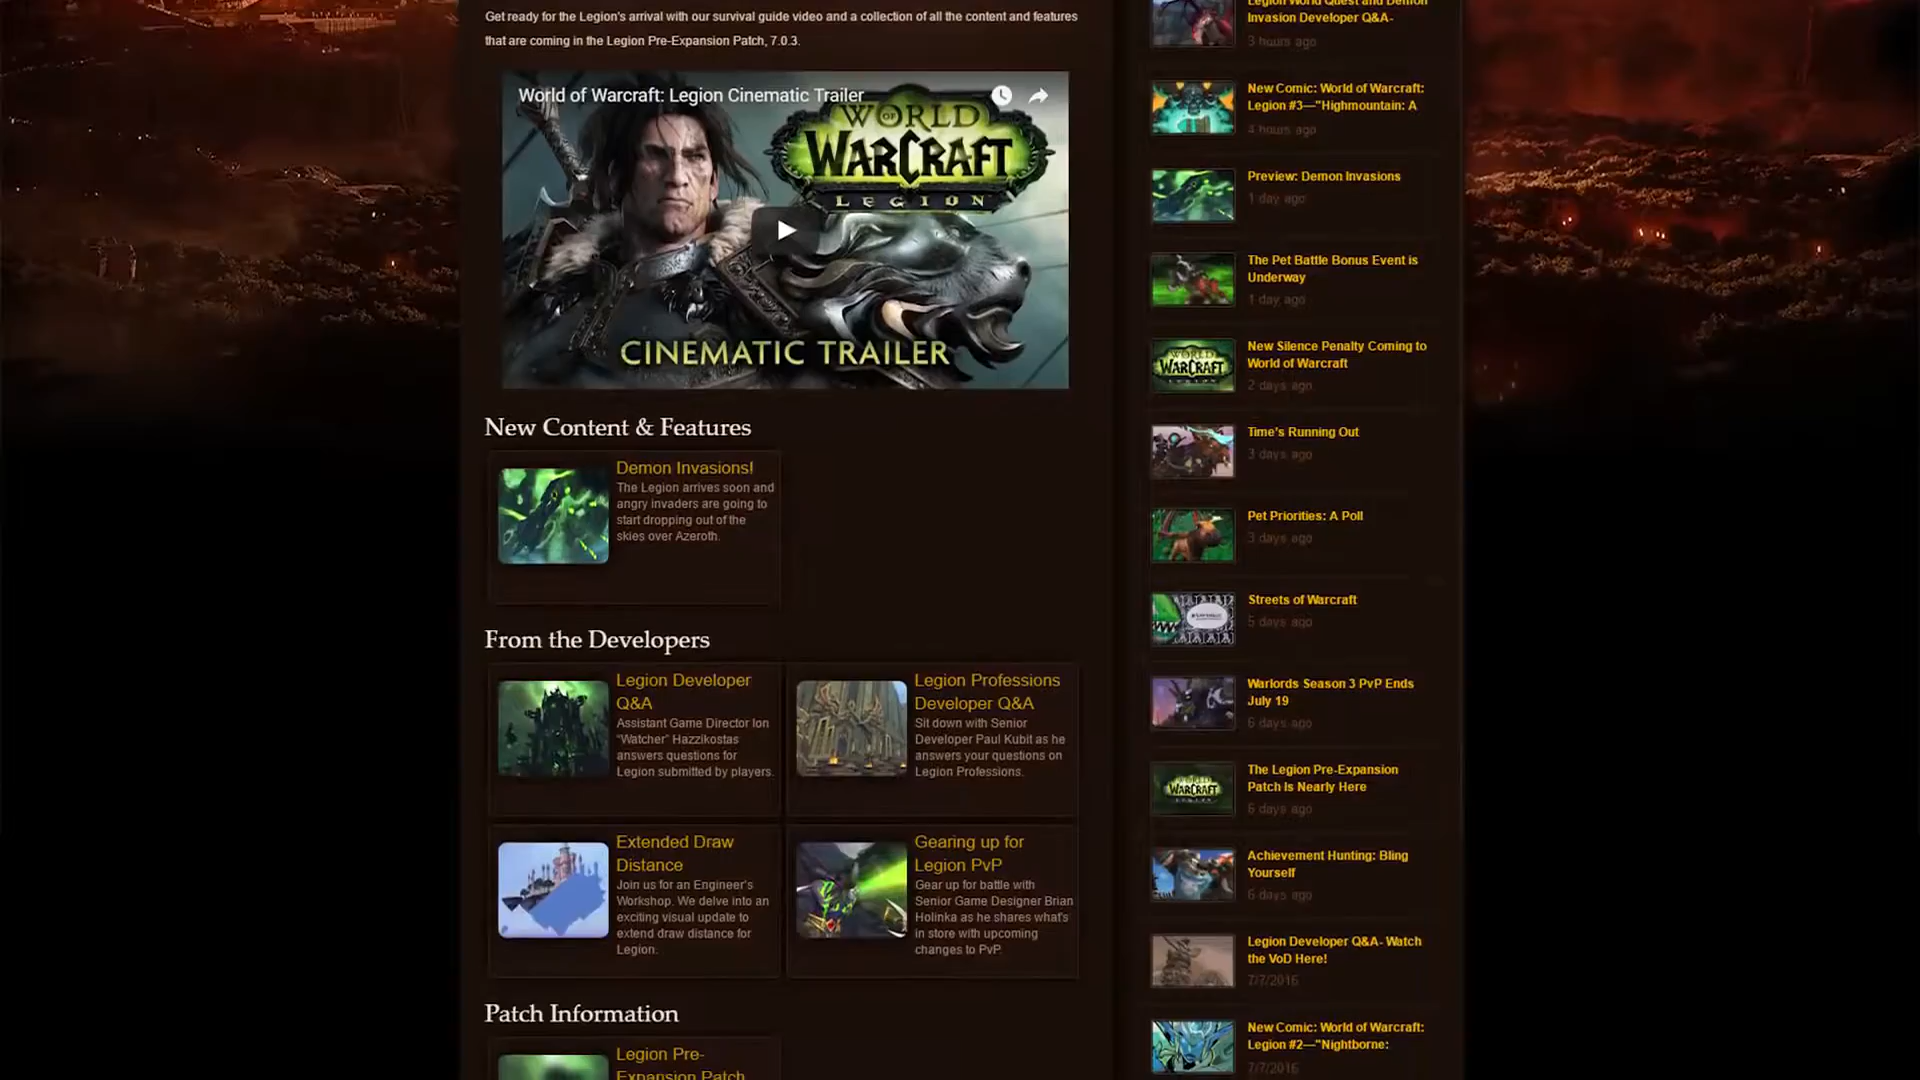 Get ready for the Legion's arrival with our survival guide video and a collection of all the content and features
that are coming in the Legion Pre-Expansion Patch, 7.0.3.
World of Warcraft: Legion Cinematic Trailer
WORLD
OF
WARCRAFT
LEGION
CINEMATIC TRAILER
New Content & Features
Demon Invasions!
The Legion arrives soon and
angry invaders are going to
start dropping out of the
skies over Azeroth.
From the Developers
Legion Developer
Q&A
Assistant Game Director Ion
"Watcher" Hazzikostas
answers questions for
Legion submitted by players.
Legion Professions
Developer Q&A
Sit down with Senior
Developer Paul Kubit as he
answers your questions on
Legion Professions.
Extended Draw
Distance
Join us for an Engineer's
Workshop. We delve into an
exciting visual update to
extend draw distance for
Legion.
Gearing up for
Legion PvP
Gear up for battle with
Senior Game Designer Brian
Holinka as he shares what's
in store with upcoming
changes to PvP.
Patch Information
Legion Pre-
Expansion Patch
Legion World Quest and Demon
Invasion Developer Q&A-
3 hours ago
New Comic: World of Warcraft:
Legion #3—"Highmountain: A
4 hours ago
Preview: Demon Invasions
1 day ago
The Pet Battle Bonus Event is
Underway
1 day ago
WORLD
WARCRAFT
LEGION
New Silence Penalty Coming to
World of Warcraft
2 days ago
Time's Running Out
3 days ago
Pet Priorities: A Poll
3 days ago
Streets of Warcraft
5 days ago
Warlords Season 3 PvP Ends
July 19
6 days ago
WORLD
WARCRAFT
LEGION
The Legion Pre-Expansion
Patch Is Nearly Here
6 days ago
Achievement Hunting: Bling
Yourself
6 days ago
Legion Developer Q&A- Watch
the VoD Here!
7/7/2016
New Comic: World of Warcraft:
Legion #2—"Nightborne:
7/7/2016